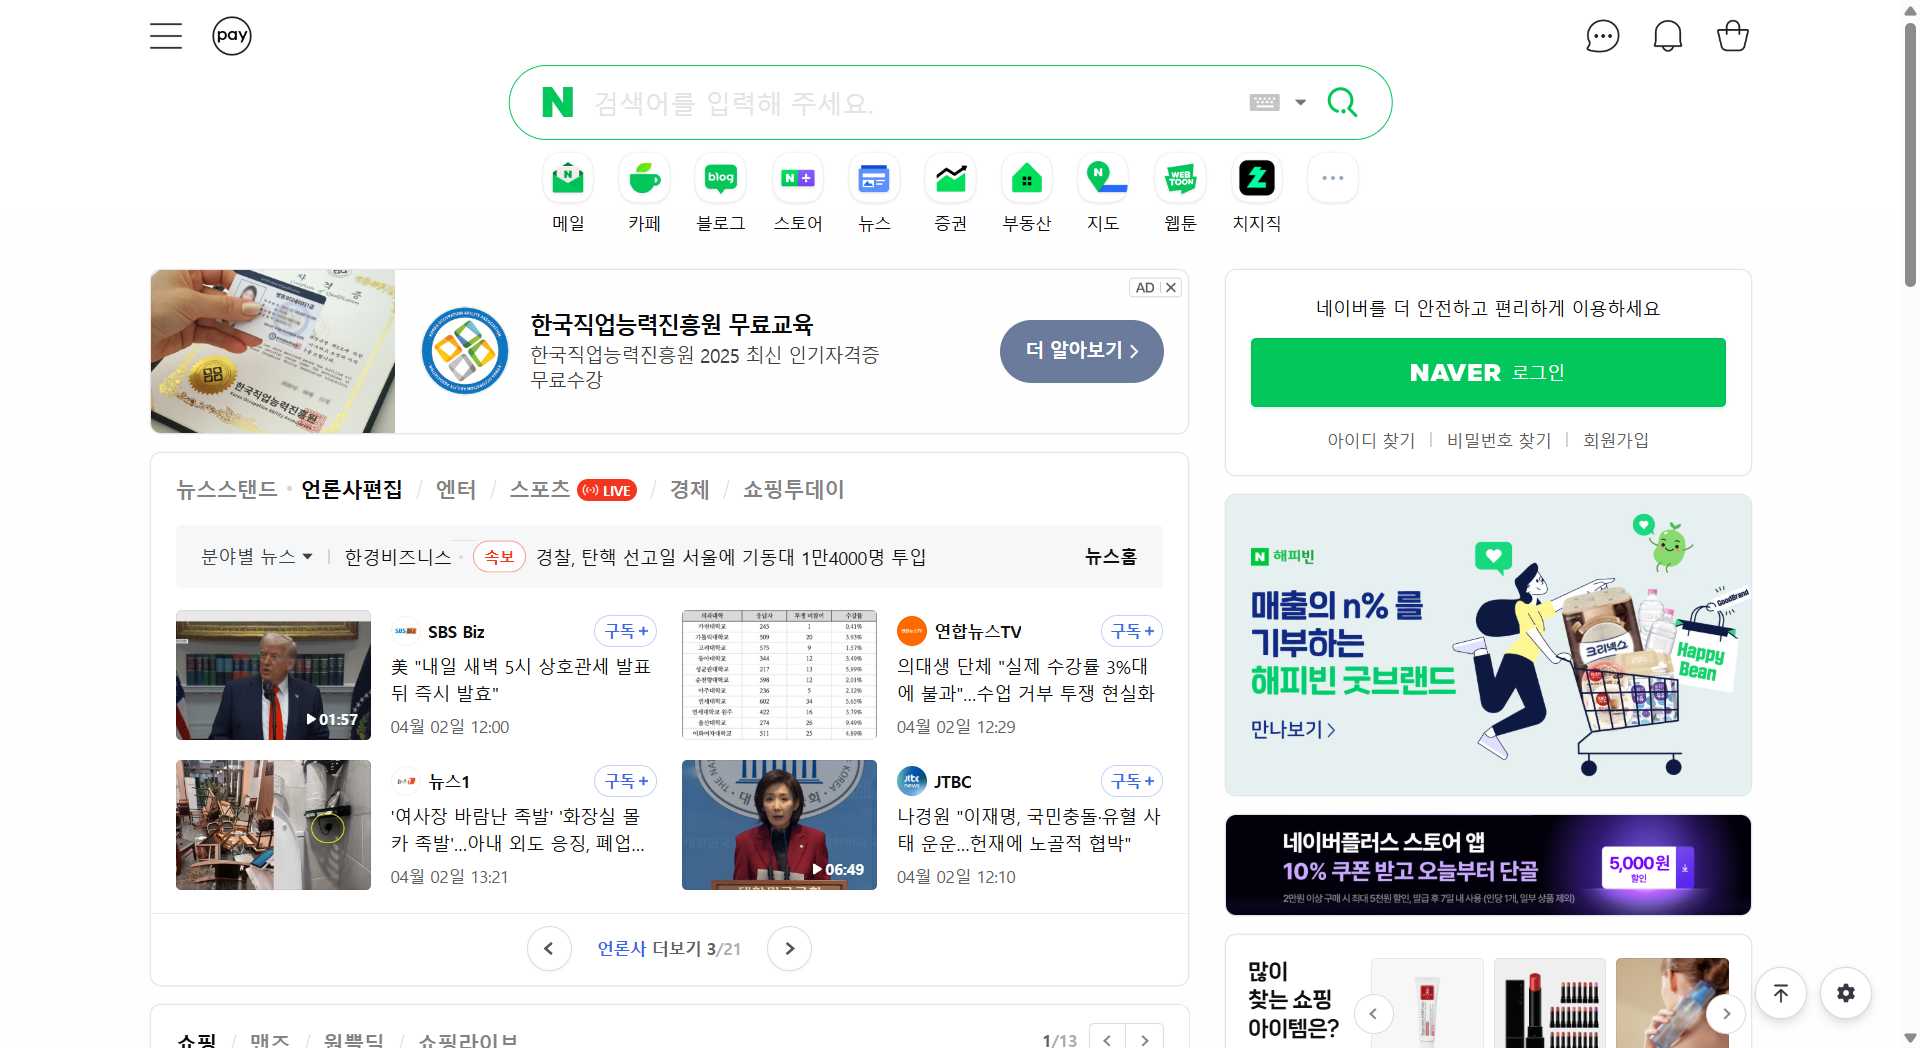 pay
N 검색어를 입력해 주세요.
메일
카페
블로그
스토어
뉴스
증권
부동산
지도
웹툰
치지직
blog
N +
WEB TOON
한국직업능력진흥원
한국직업능력진흥원 무료교육
한국직업능력진흥원 2025 최신 인기자격증
무료수강
AD
더 알아보기
네이버를 더 안전하고 편리하게 이용하세요
NAVER 로그인
아이디 찾기
비밀번호 찾기
회원가입
뉴스스탠드 · 언론사편집 / 엔터 / 스포츠 LIVE / 경제 / 쇼핑투데이
분야별 뉴스
한경비즈니스
속보
경찰, 탄핵 선고일 서울에 기동대 1만4000명 투입
뉴스홈
01:57
SBS Biz
구독+
美 "내일 새벽 5시 상호관세 발표
뒤 즉시 발효"
04월 02일 12:00
연합뉴스TV
구독+
의대생 단체 "실제 수강률 3%대
에 불과"...수업 거부 투쟁 현실화
04월 02일 12:29
뉴스1
구독+
'여사장 바람난 족발' '화장실 몰
카 족발'...아내 외도 응징, 폐업...
04월 02일 13:21
06:49
JTBC
구독+
나경원 "이재명, 국민충돌·유혈 사
태 운운...헌재에 노골적 협박"
04월 02일 12:10
언론사 더보기 3/21
N 해피빈
매출의 n% 를
기부하는
해피빈 굿브랜드
만나보기
GoodBrand
크리넥스
Happy
Bean
네이버플러스 스토어 앱
10% 쿠폰 받고 오늘부터 단골
2만원 이상 구매 시 최대 5천원 할인, 발급 후 7일 내 사용 (인당 1개, 일부 상품 제외)
5,000원
할인
많이
찾는 쇼핑
아이템은?
쇼핑 / 맨즈 / 원쁠딜 / 쇼핑라이브
1/13